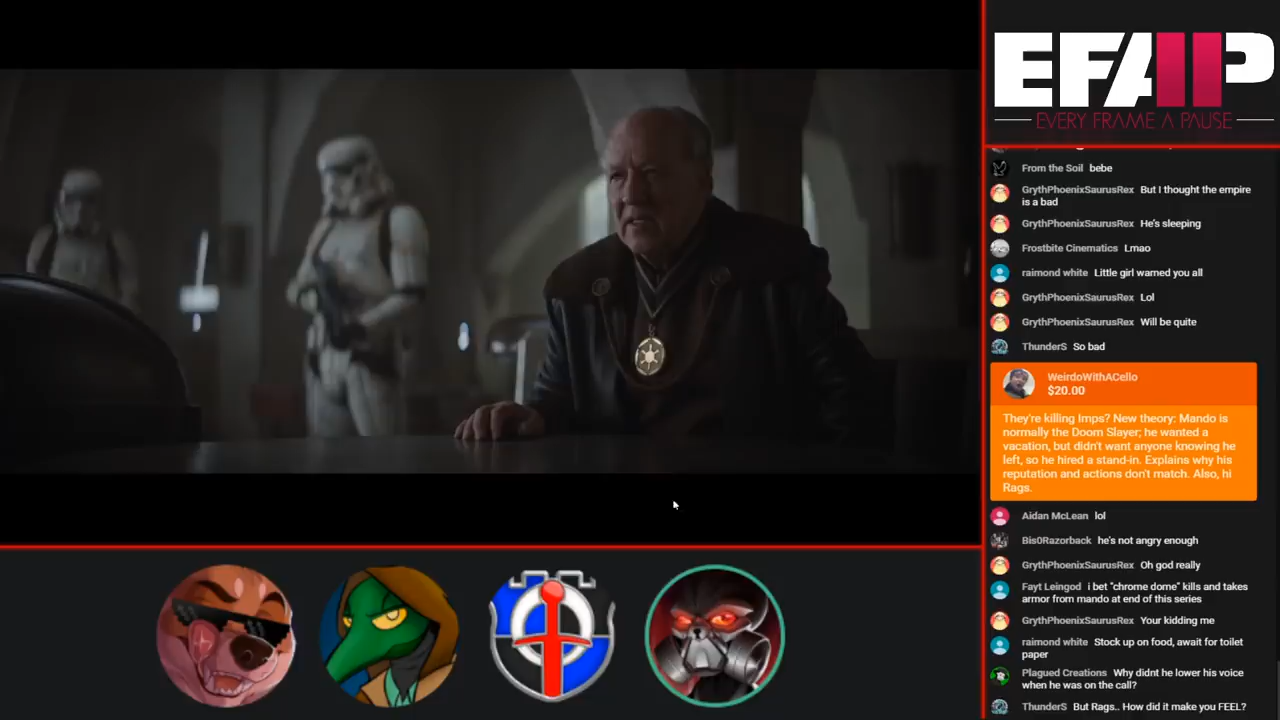 EFAP
EVERY FRAME A PAUSE
From the Soil bebe
GrythPhoenixSaurusRex But I thought the empire
is a bad
GrythPhoenixSaurusRex He's sleeping
Frostbite Cinematics Lmao
raimond white Little girl warned you all
GrythPhoenixSaurusRex Lol
GrythPhoenixSaurusRex Will be quite
ThunderS So bad
WeirdoWithACello
$20.00
They're killing Imps? New theory: Mando is
normally the Doom Slayer; he wanted a
vacation, but didn't want anyone knowing he
left, so he hired a stand-in. Explains why his
reputation and actions don't match. Also, hi
Rags.
Aidan McLean lol
Bis0Razorback he's not angry enough
GrythPhoenixSaurusRex Oh god really
Fayt Leingod i bet "chrome dome" kills and takes
armor from mando at end of this series
GrythPhoenixSaurusRex Your kidding me
raimond white Stock up on food, await for toilet
paper
Plagued Creations Why didnt he lower his voice
when he was on the call?
ThunderS But Rags.. How did it make you FEEL?